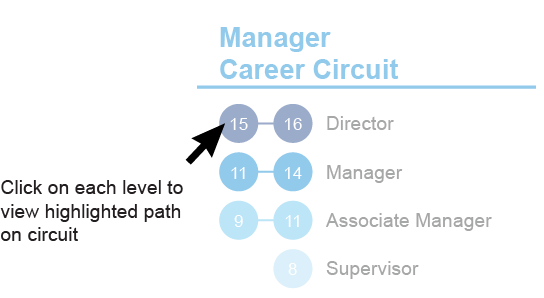 Manager
Career Circuit
15 16 Director
11 14 Manager
9 11 Associate Manager
8 Supervisor
Click on each level to
view highlighted path
on circuit